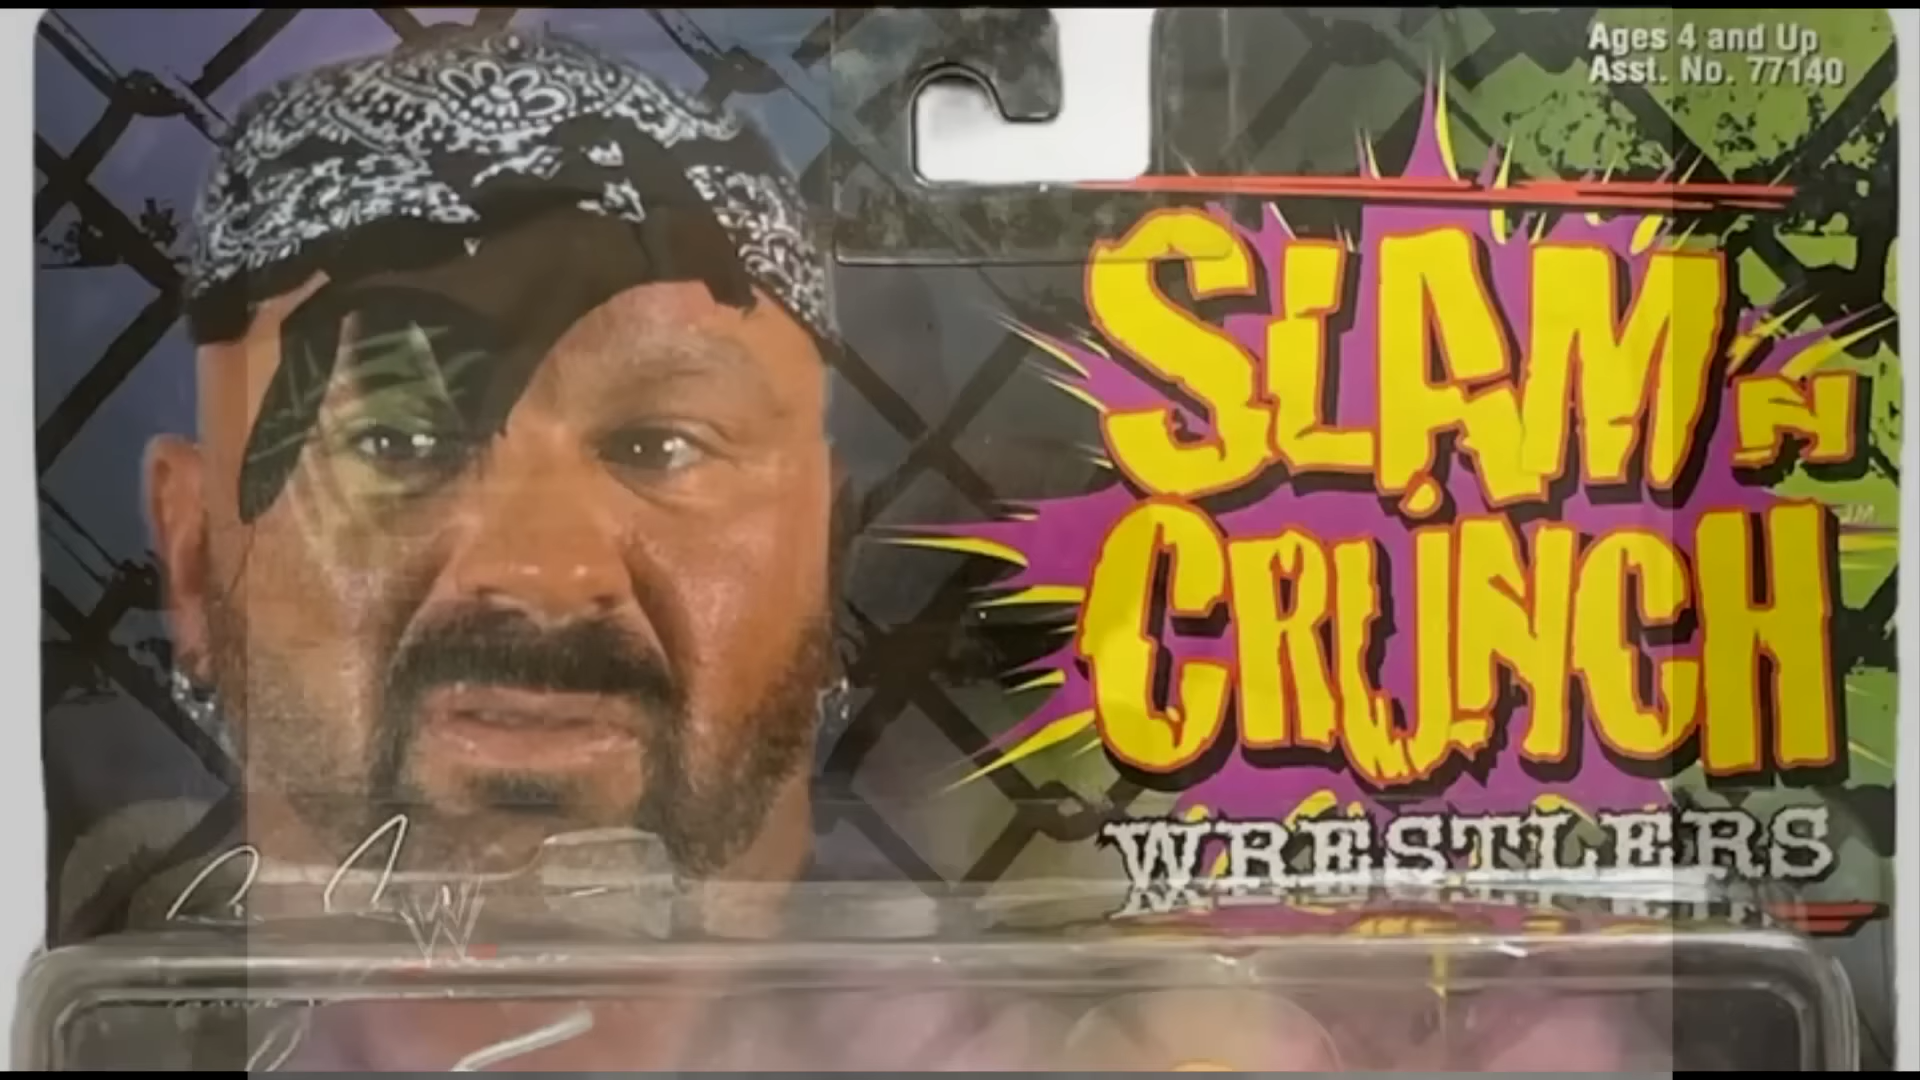 Ages 4 and Up
Asst. No. 77140
SLAM
N
CRUNCH
WRESTLERS
W